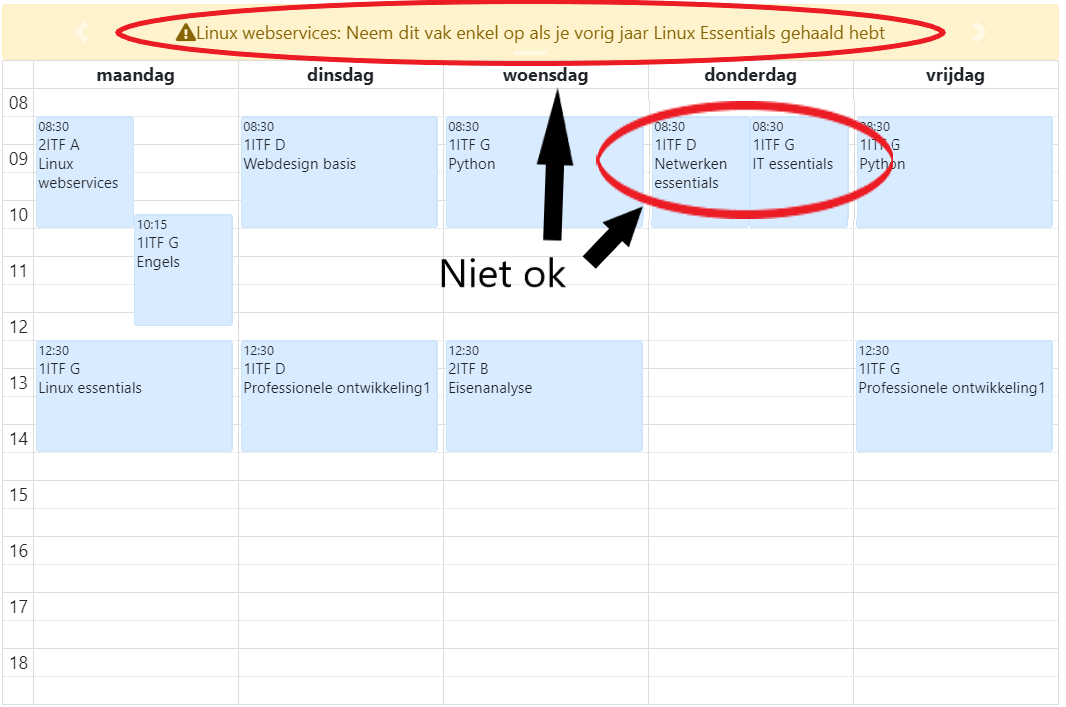 Linux webservices: Neem dit vak enkel op als je vorig jaar Linux Essentials gehaald hebt
maandag dinsdag woensdag donderdag vrijdag
08
08:30
2ITF A
Linux
webservices
08:30
1ITF D
Webdesign basis
08:30
1ITF G
Python
08:30
1ITF D
Netwerken
essentials
08:30
1ITF G
IT essentials
08:30
1ITF G
Python
09
10
10:15
1ITF G
Engels
11
Niet ok
12
12:30
1ITF G
Linux essentials
12:30
1ITF D
Professionele ontwikkeling1
12:30
2ITF B
Eisenanalyse
12:30
1ITF G
Professionele ontwikkeling1
13
14
15
16
17
18